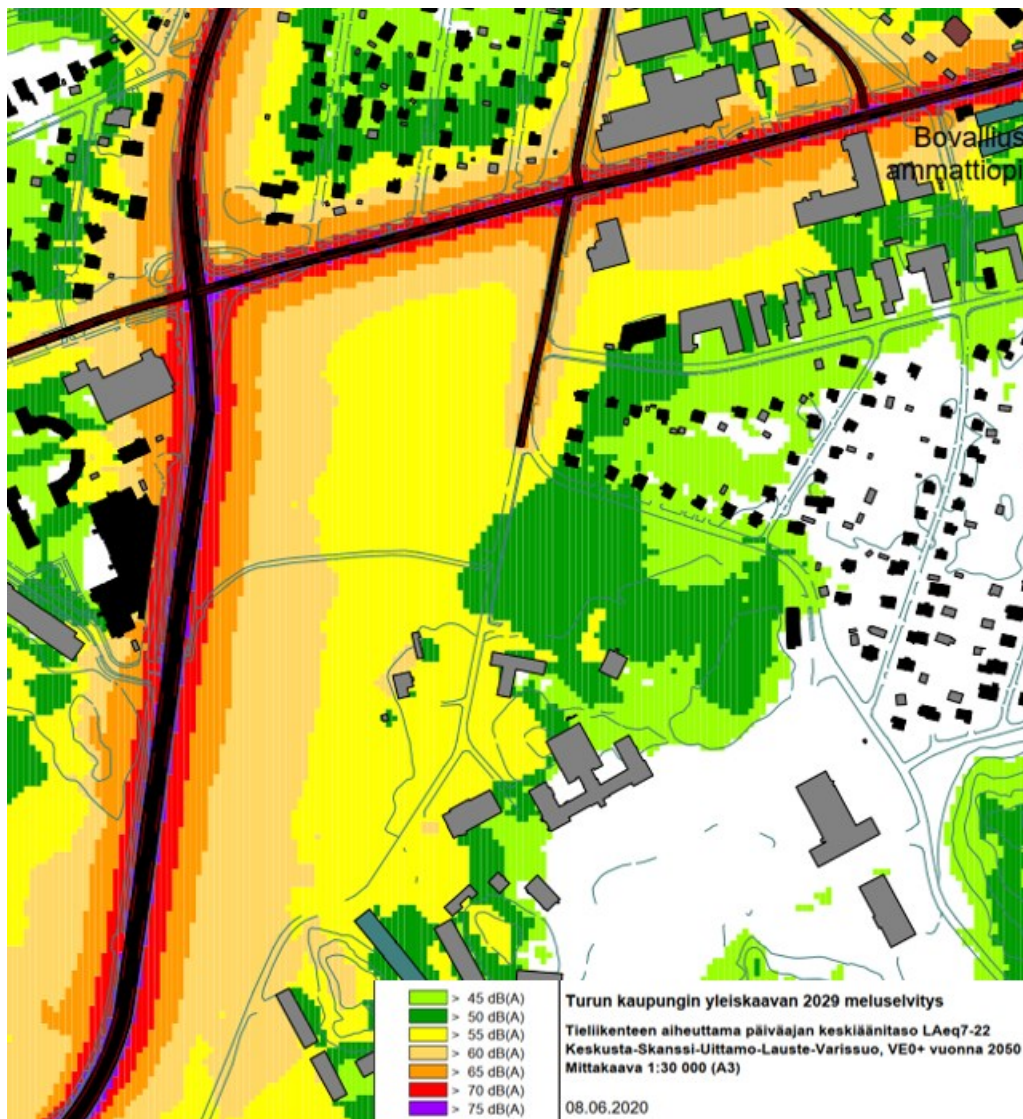 Bovallius
ammattiopi
> 45 dB(A)
> 50 dB(A)
> 55 dB(A)
> 60 dB(A)
> 65 dB(A)
> 70 dB(A)
> 75 dB(A)
Turun kaupungin yleiskaavan 2029 meluselvitys
Tieliikenteen aiheuttama päiväajan keskiäänitaso LAeq7-22
Keskusta-Skanssi-Uittamo-Lauste-Varissuo, VE0+ vuonna 2050
Mittakaava 1:30 000 (A3)
08.06.2020